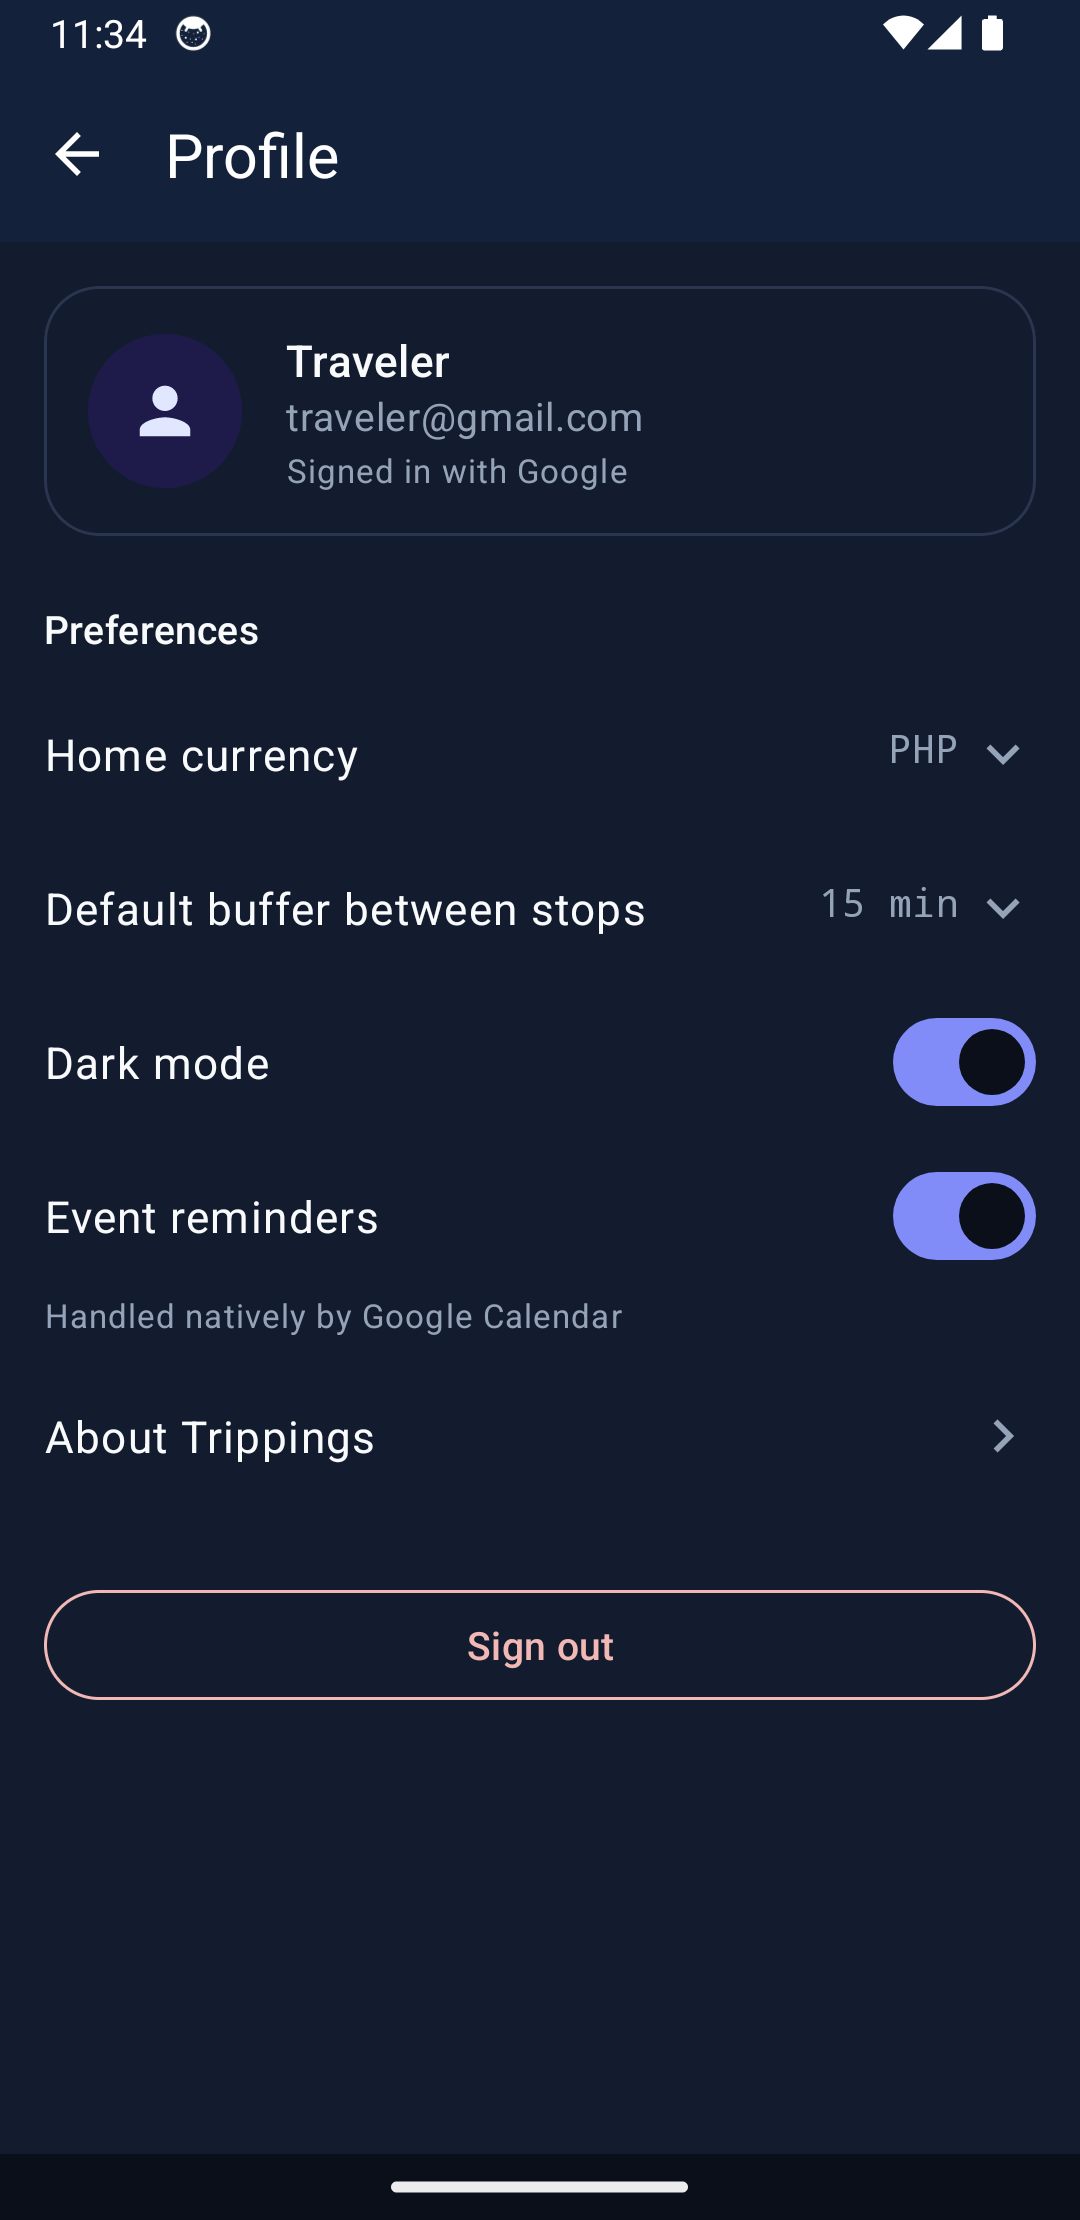 11:34
Profile
Traveler
traveler@gmail.com
Signed in with Google
Preferences
Home currency PHP
Default buffer between stops 15 min
Dark mode
Event reminders
Handled natively by Google Calendar
About Trippings
Sign out